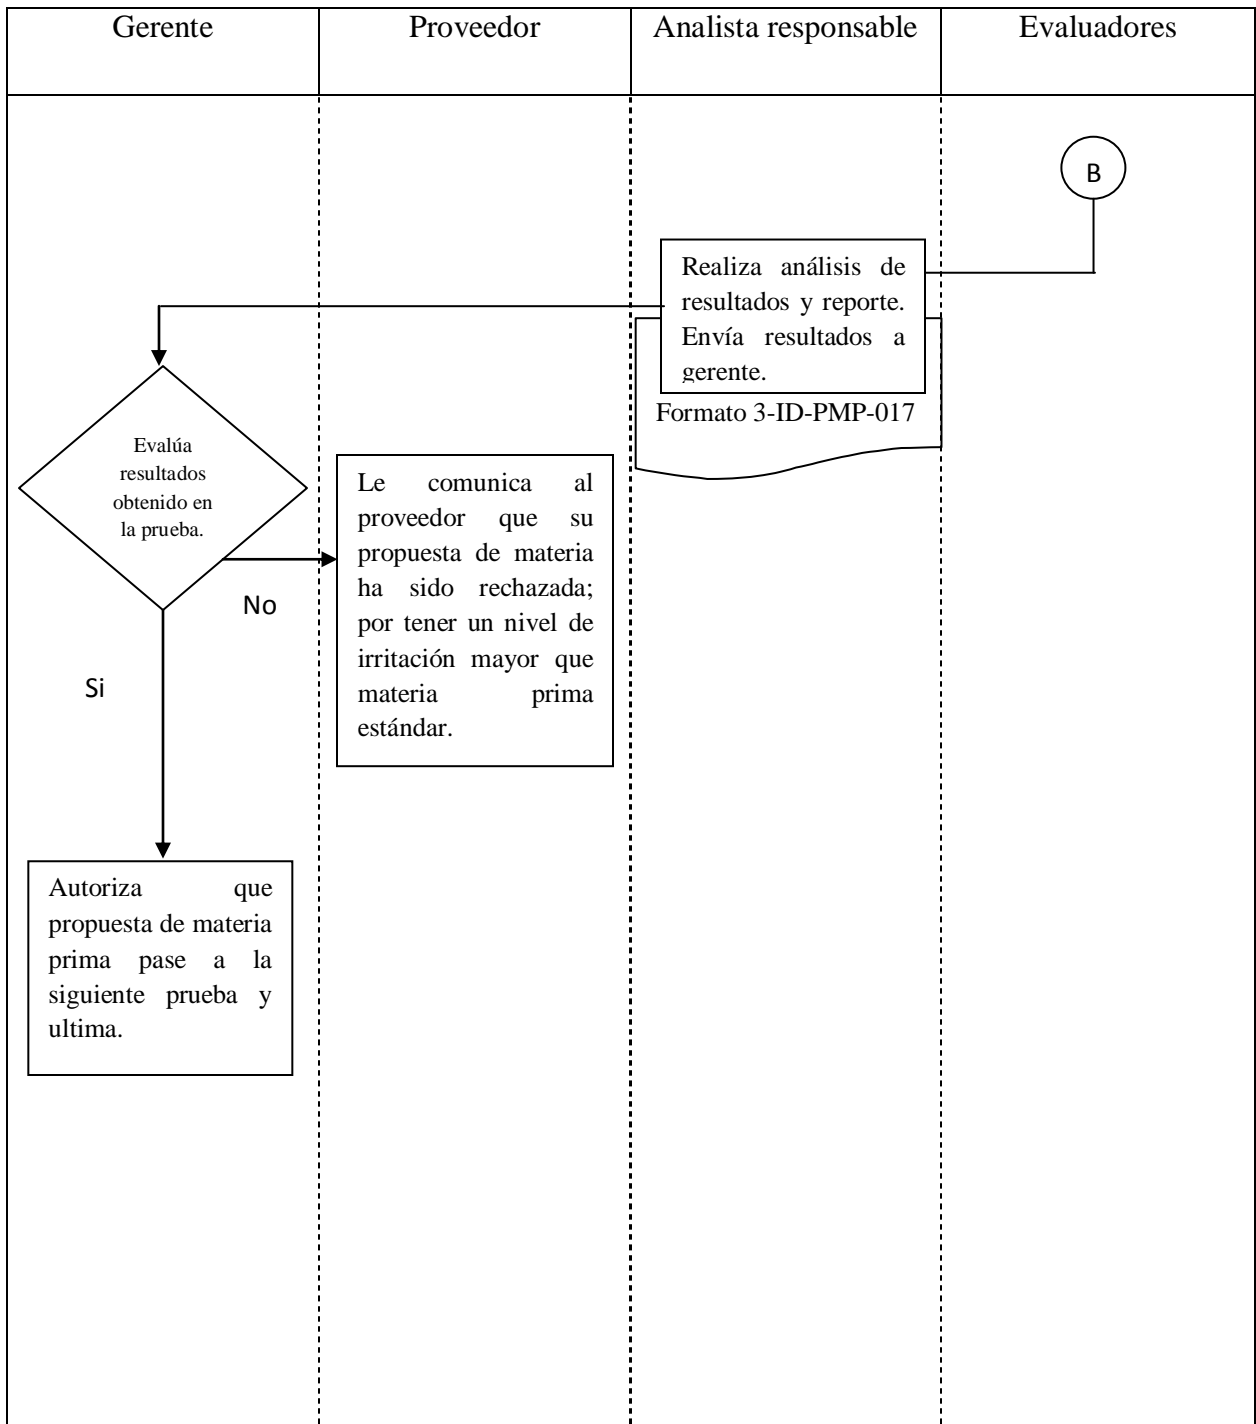 Gerente
Proveedor
Analista responsable
Evaluadores
B
Realiza análisis de
resultados y reporte.
Envía resultados a
gerente.
Formato 3-ID-PMP-017
Evalúa
resultados
obtenido en
la prueba.
No
Si
Le comunica al
proveedor que su
propuesta de materia
ha sido rechazada;
por tener un nivel de
irritación mayor que
materia prima
estándar.
Autoriza que
propuesta de materia
prima pase a la
siguiente prueba y
ultima.